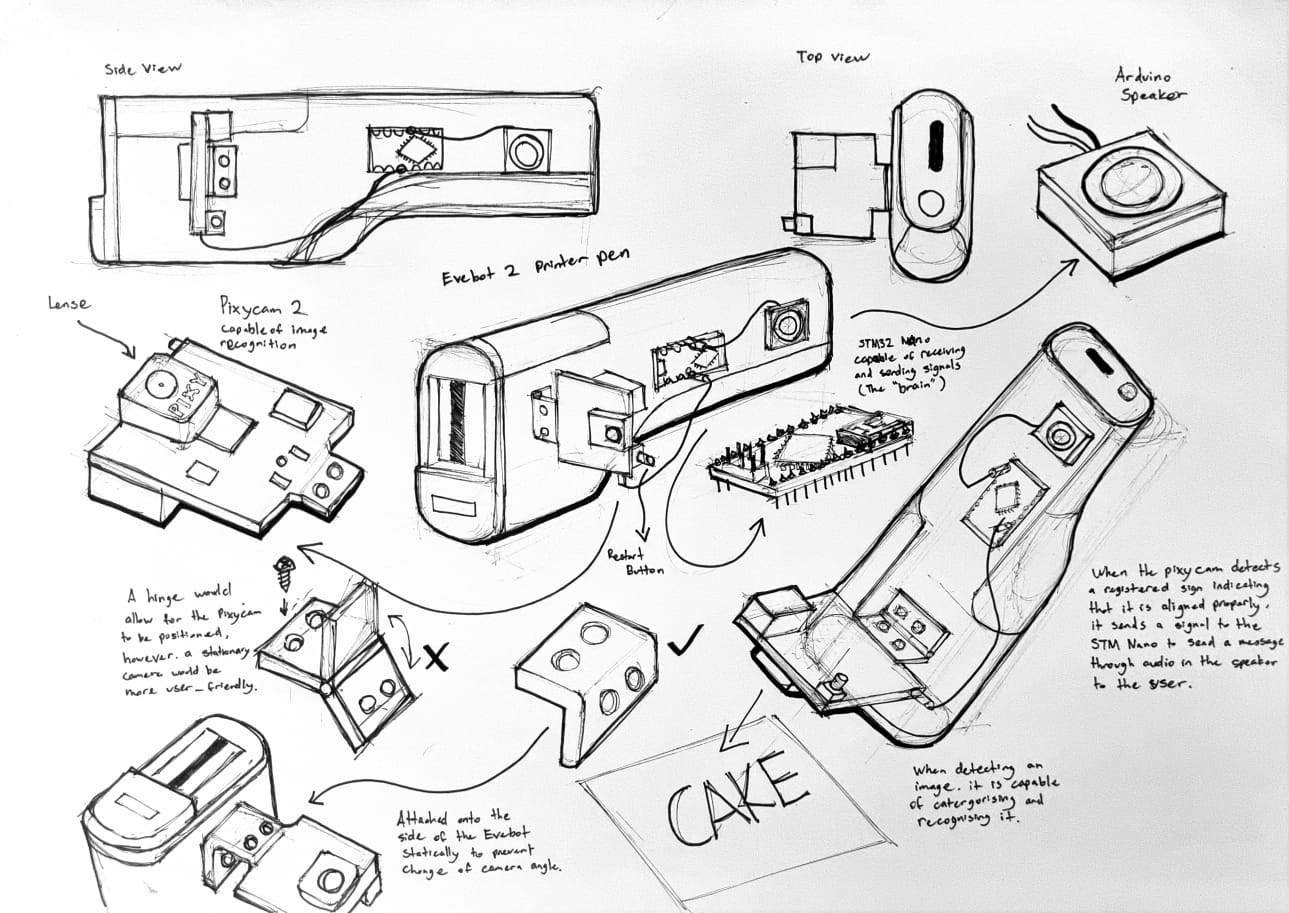 Side View
Top View
Arduino
Speaker
Evebot 2 Printer pen
Lense
Pixycam 2
capable of image
recognition
PIXY
STM32 Nano
capable of receiving
and sending signals
(The "brain")
Restart
Button
A hinge would
allow for the Pixycam
to be positioned,
however. a stationary
camera would be
more user-friendly.
X
✓
When the pixycam detects
a registered sign indicating
that it is aligned properly,
it sends a signal to the
STM Nano to send a message
through audio in the speaker
to the user.
CAKE
When detecting an
image. it is capable
of catergorising and
recognising it.
Attached onto the
side of the Evebot
Statically to prevent
change of camera angle.